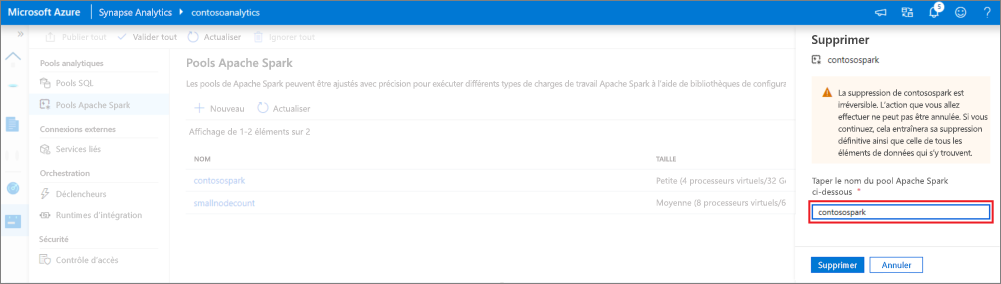 Microsoft Azure
Synapse Analytics
contosoanalytics
5
?
»
Publier tout
Valider tout
Actualiser
Ignorer tout
Pools analytiques
Pools SQL
Pools Apache Spark
Connexions externes
Services liés
Orchestration
Déclencheurs
Runtimes d'intégration
Sécurité
Contrôle d'accès
Pools Apache Spark
Les pools de Apache Spark peuvent être ajustés avec précision pour exécuter différents types de charges de travail Apache Spark à l'aide de bibliothèques de configurs
Nouveau
Actualiser
Affichage de 1-2 éléments sur 2
NOM
TAILLE
contosospark
Petite (4 processeurs virtuels/32 G
smallnodecount
Moyenne (8 processeurs virtuels/6
Supprimer
contosospark
La suppression de contosospark est
irréversible. L'action que vous allez
effectuer ne peut pas être annulée. Si vous
continuez, cela entraînera sa suppression
définitive ainsi que celle de tous les
éléments de données qui s'y trouvent.
Taper le nom du pool Apache Spark
ci-dessous *
contosospark
Supprimer
Annuler